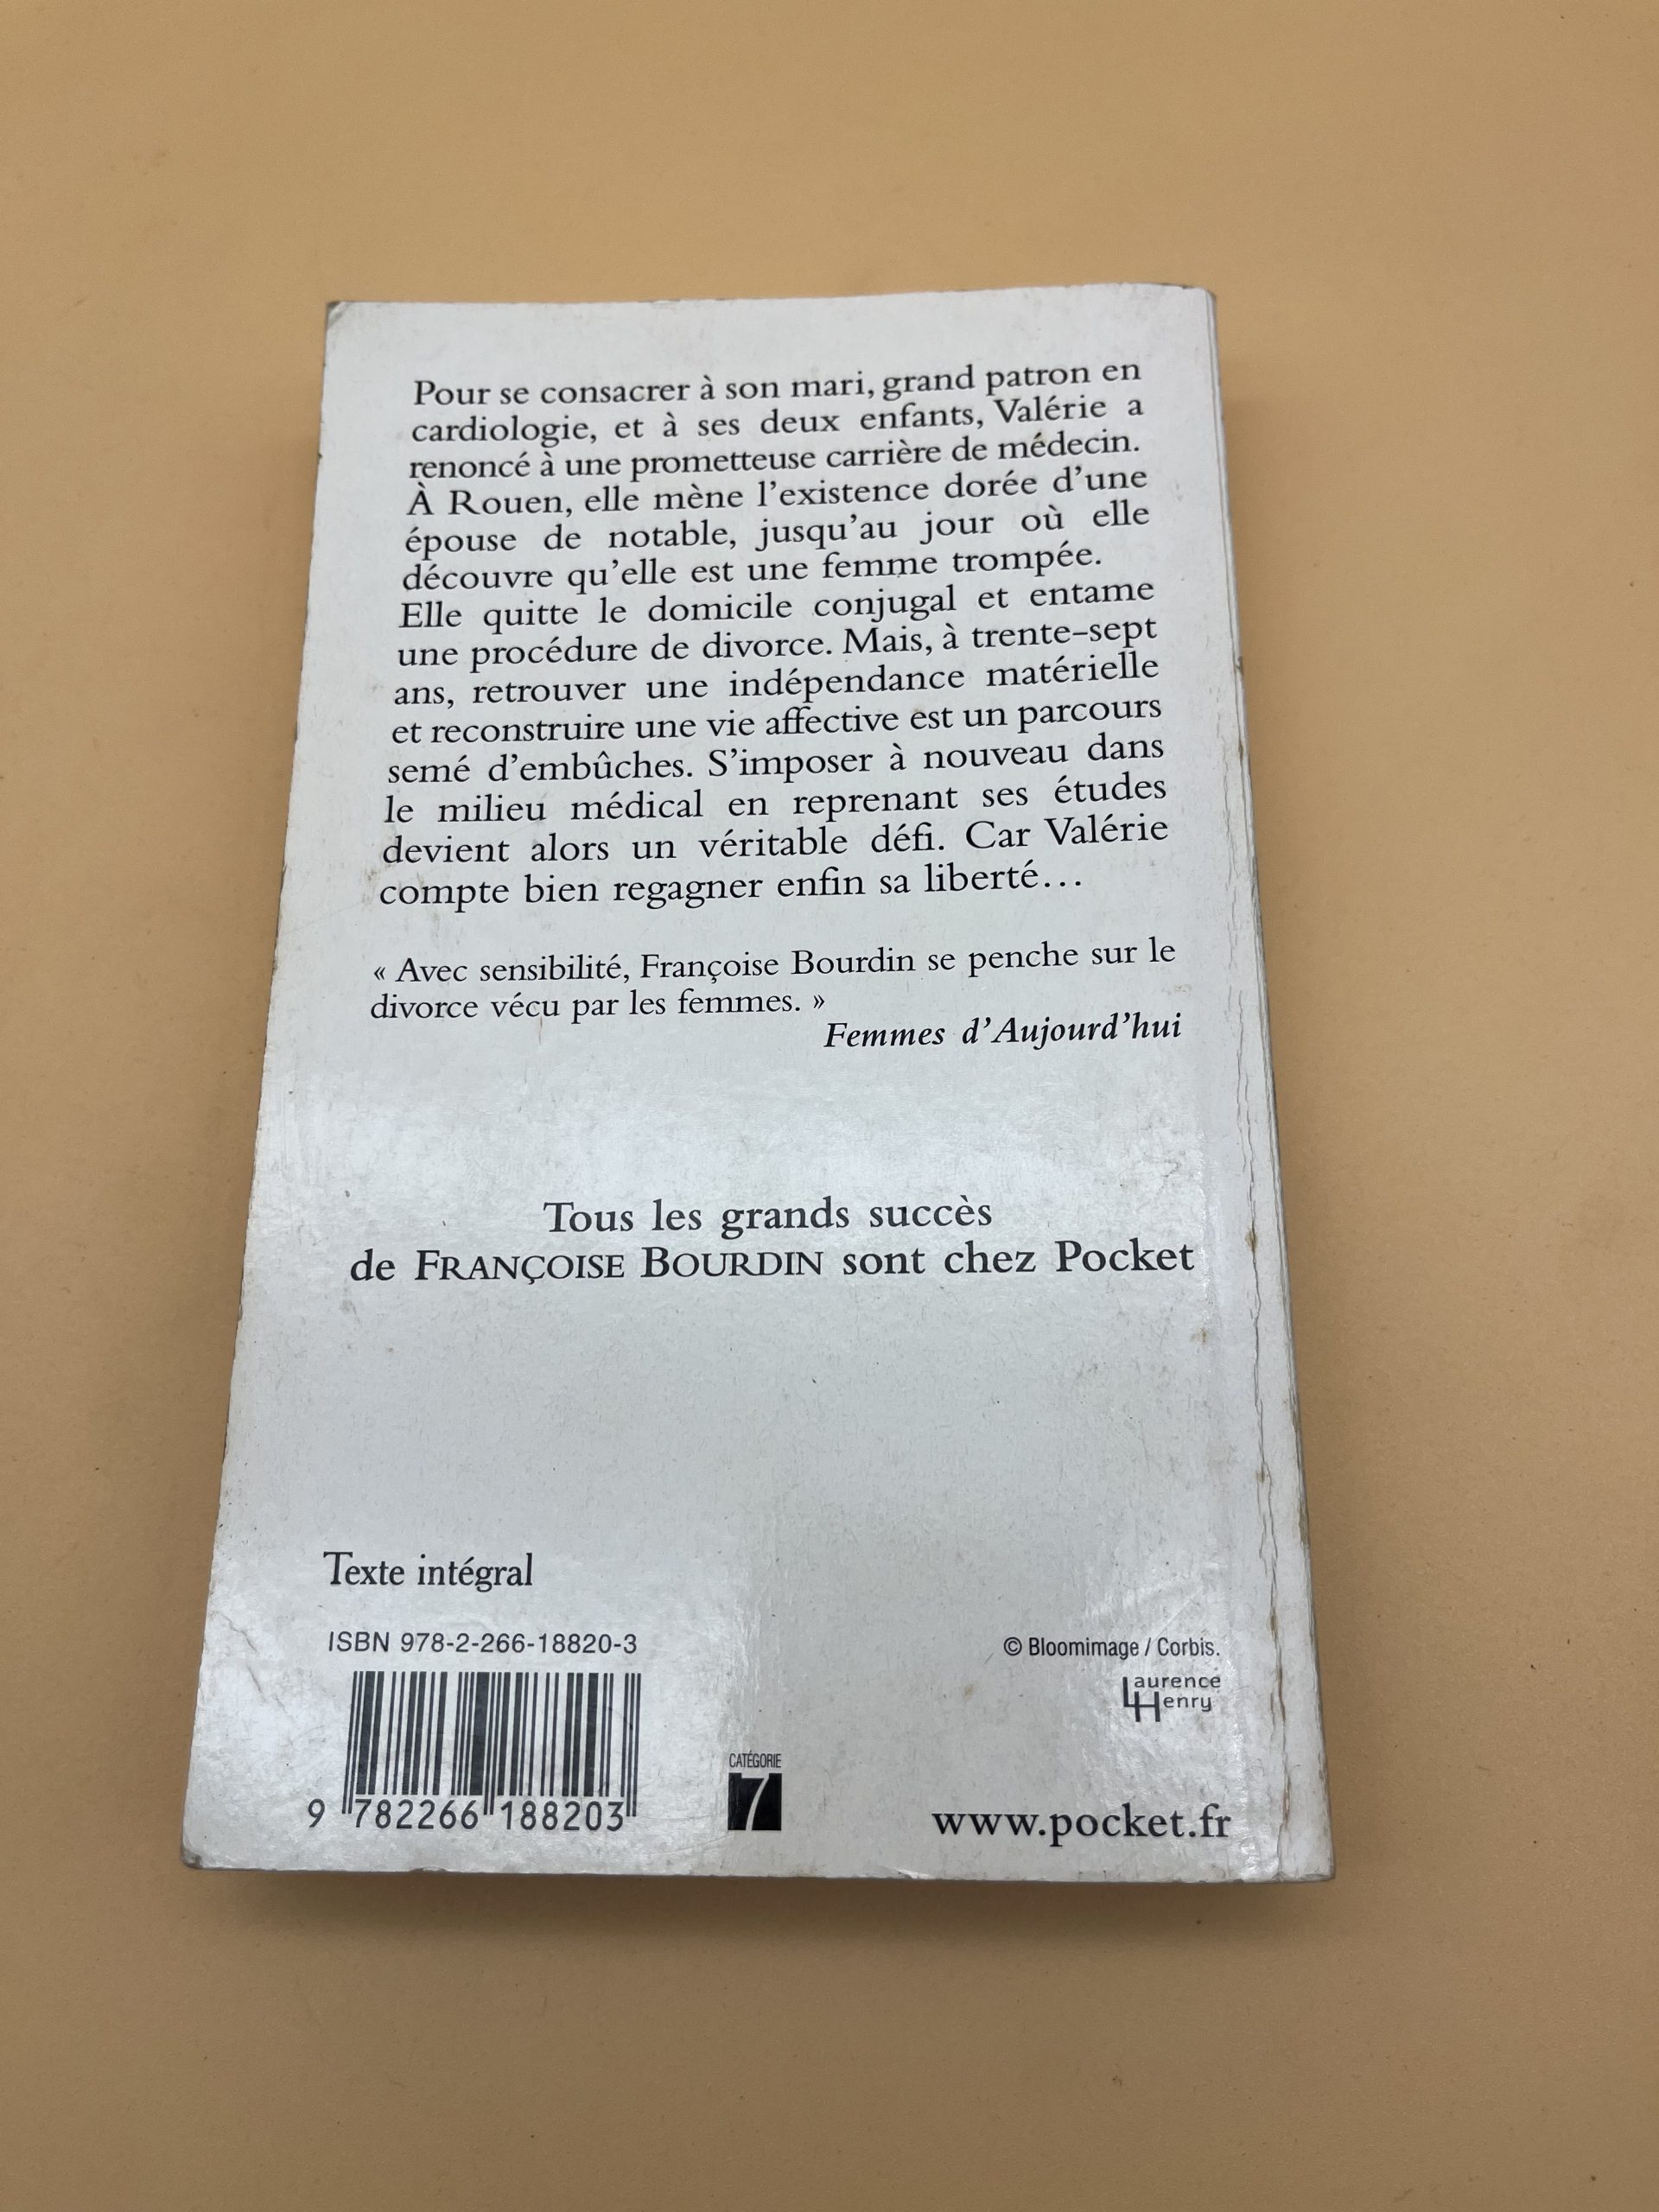 Pour se consacrer à son mari, grand patron en
cardiologie, et à ses deux enfants, Valérie a
renoncé à une prometteuse carrière de médecin.
À Rouen, elle mène l'existence dorée d'une
épouse de notable, jusqu'au jour où elle
découvre qu'elle est une femme trompée.
Elle quitte le domicile conjugal et entame
une procédure de divorce. Mais, à trente-sept
ans, retrouver une indépendance matérielle
et reconstruire une vie affective est un parcours
semé d'embûches. S'imposer à nouveau dans
le milieu médical en reprenant ses études
devient alors un véritable défi. Car Valérie
compte bien regagner enfin sa liberté...
« Avec sensibilité, Françoise Bourdin se penche sur le
divorce vécu par les femmes. »
Femmes d'Aujourd'hui
Tous les grands succès
de FRANÇOISE BOURDIN sont chez Pocket
Texte intégral
ISBN 978-2-266-18820-3
© Bloomimage / Corbis.
Laurence
Henry
CATÉGORIE
7
9 782266 188203
www.pocket.fr